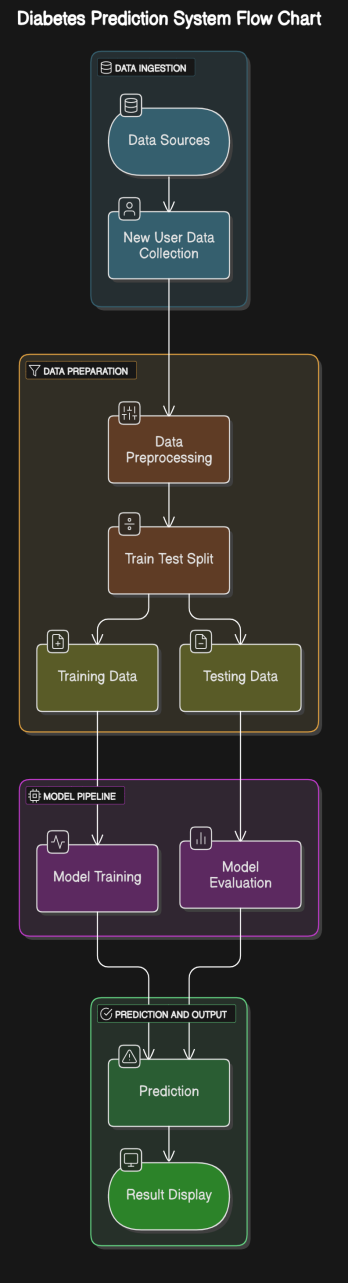 Diabetes Prediction System Flow Chart
DATA INGESTION
Data Sources
New User Data
Collection
DATA PREPARATION
Data
Preprocessing
Train Test Split
Training Data
Testing Data
MODEL PIPELINE
Model Training
Model
Evaluation
PREDICTION AND OUTPUT
Prediction
Result Display